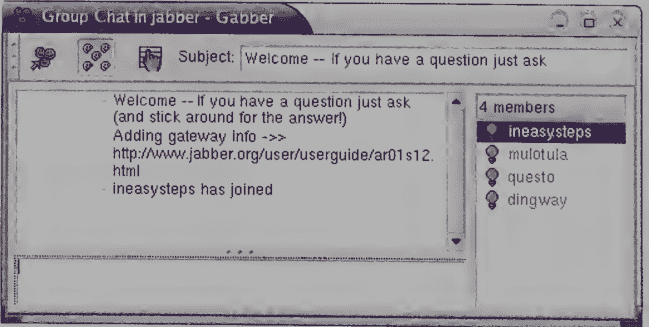 Group Chat in jabber - Gabber
Subject: Welcome -- If you have a question just ask
- Welcome -- If you have a question just ask
(and stick around for the answer!)
Adding gateway info ->>
http://www.jabber.org/user/userguide/ar01s12.
html
- ineasysteps has joined
4 members
ineasysteps
mulotula
questo
dingway